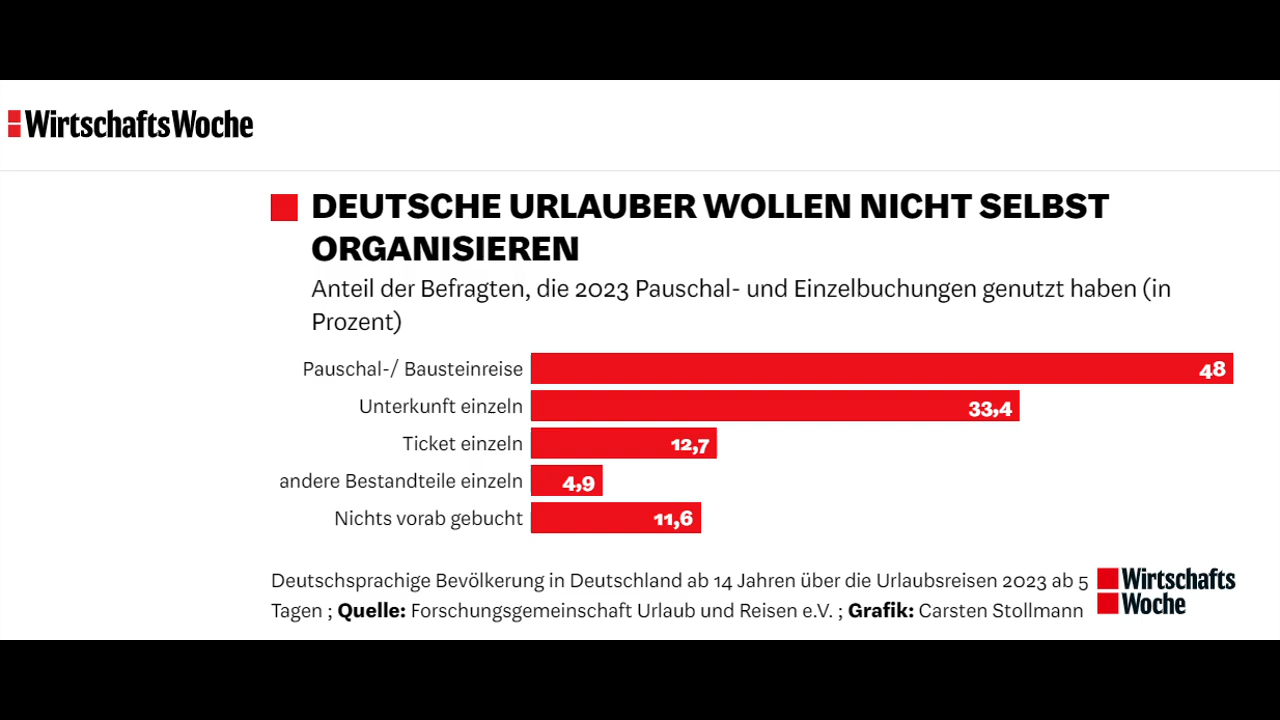 WirtschaftsWoche
DEUTSCHE URLAUBER WOLLEN NICHT SELBST
ORGANISIEREN
Anteil der Befragten, die 2023 Pauschal- und Einzelbuchungen genutzt haben (in
Prozent)
Pauschal-/ Bausteinreise 48
Unterkunft einzeln 33,4
Ticket einzeln 12,7
andere Bestandteile einzeln 4,9
Nichts vorab gebucht 11,6
Deutschsprachige Bevölkerung in Deutschland ab 14 Jahren über die Urlaubsreisen 2023 ab 5
Tagen ; Quelle: Forschungsgemeinschaft Urlaub und Reisen e.V. ; Grafik: Carsten Stollmann
Wirtschafts
Woche